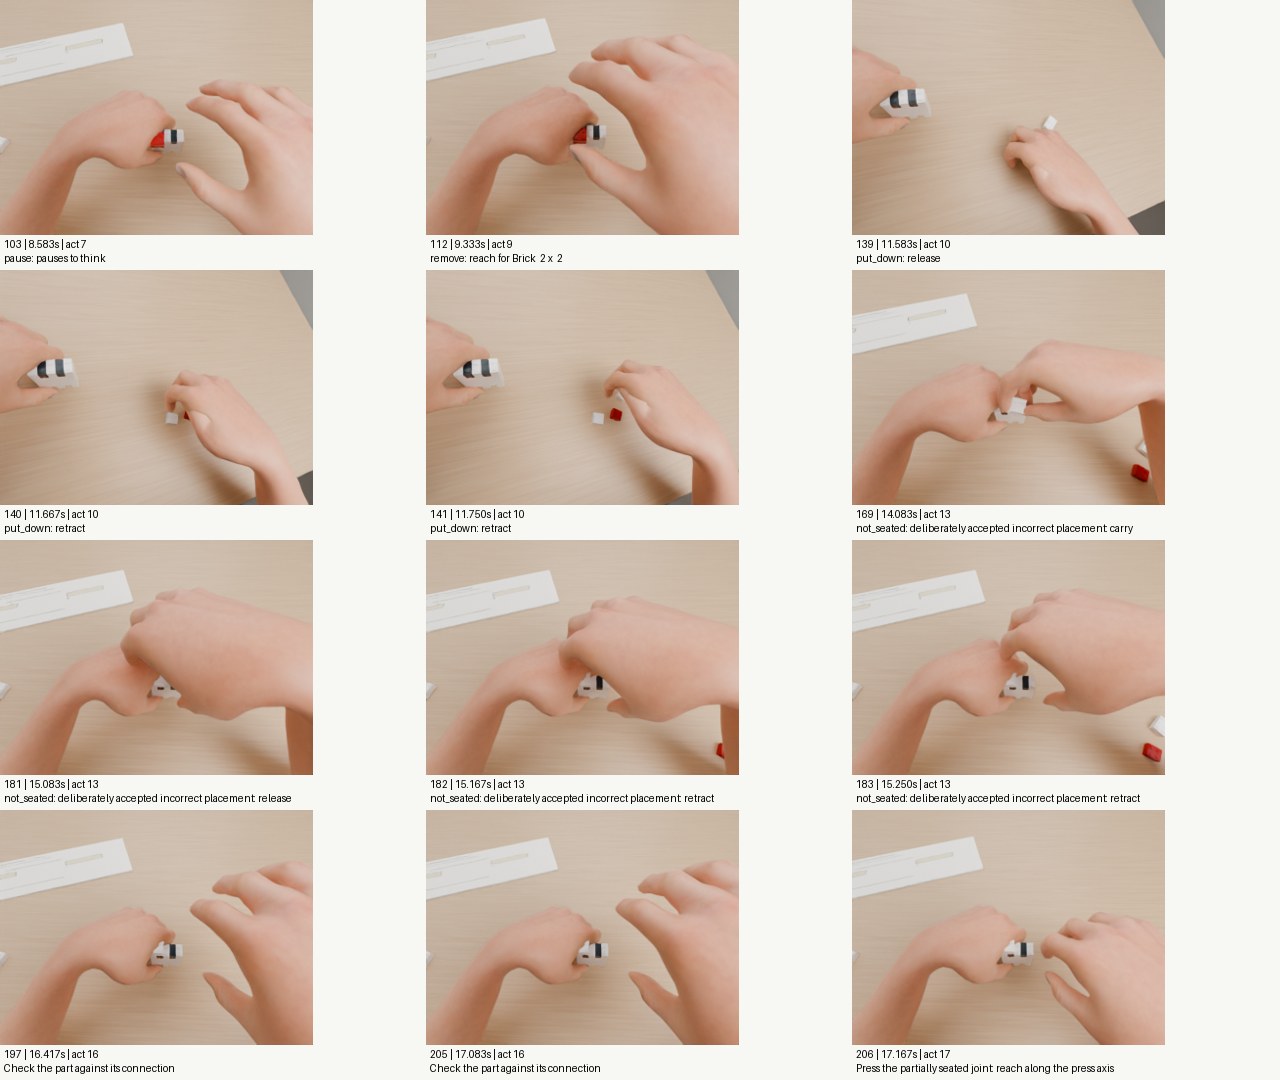 103 | 8.583s | act 7
pause: pauses to think
112 | 9.333s | act 9
remove: reach for Brick 2 x 2
139 | 11.583s | act 10
put_down: release
140 | 11.667s | act 10
put_down: retract
141 | 11.750s | act 10
put_down: retract
169 | 14.083s | act 13
not_seated: deliberately accepted incorrect placement: carry
181 | 15.083s | act 13
not_seated: deliberately accepted incorrect placement: release
182 | 15.167s | act 13
not_seated: deliberately accepted incorrect placement: retract
183 | 15.250s | act 13
not_seated: deliberately accepted incorrect placement: retract
197 | 16.417s | act 16
Check the part against its connection
205 | 17.083s | act 16
Check the part against its connection
206 | 17.167s | act 17
Press the partially seated joint: reach along the press axis